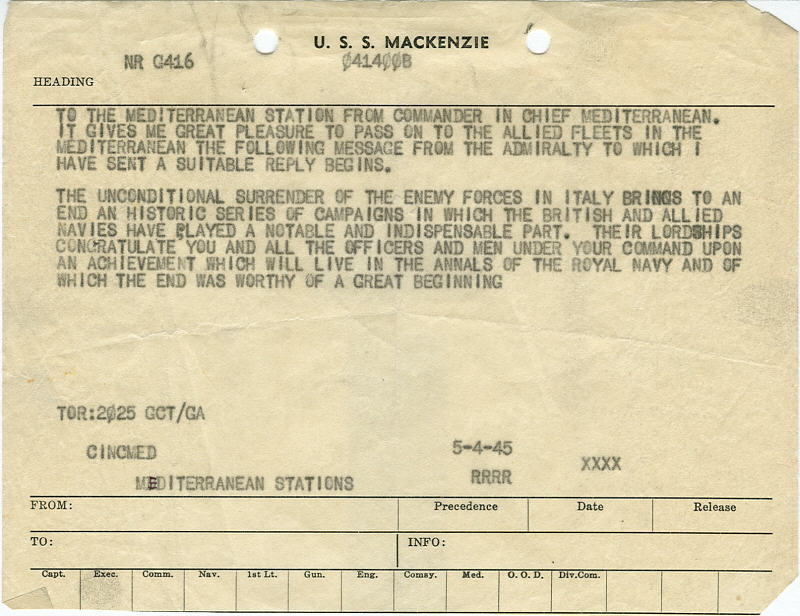 U. S. S. MACKENZIE
NR G416 041400B
HEADING
TO THE MEDITERRANEAN STATION FROM COMMANDER IN CHIEF MEDITERRANEAN.
IT GIVES ME GREAT PLEASURE TO PASS ON TO THE ALLIED FLEETS IN THE
MEDITERRANEAN THE FOLLOWING MESSAGE FROM THE ADMIRALTY TO WHICH I
HAVE SENT A SUITABLE REPLY BEGINS.
THE UNCONDITIONAL SURRENDER OF THE ENEMY FORCES IN ITALY BRINGS TO AN
END AN HISTORIC SERIES OF CAMPAIGNS IN WHICH THE BRITISH AND ALLIED
NAVIES HAVE PLAYED A NOTABLE AND INDISPENSABLE PART. THEIR LORDSHIPS
CONGRATULATE YOU AND ALL THE OFFICERS AND MEN UNDER YOUR COMMAND UPON
AN ACHIEVEMENT WHICH WILL LIVE IN THE ANNALS OF THE ROYAL NAVY AND OF
WHICH THE END WAS WORTHY OF A GREAT BEGINNING
TOR:2025 GCT/GA
CINCMED 5-4-45 XXXX
MEDITERRANEAN STATIONS RRRR
FROM: Precedence Date Release
TO: INFO:
Capt. Exec. Comm. Nav. 1st Lt. Gun. Eng. Comsy. Med. O. O. D. Div.Com.